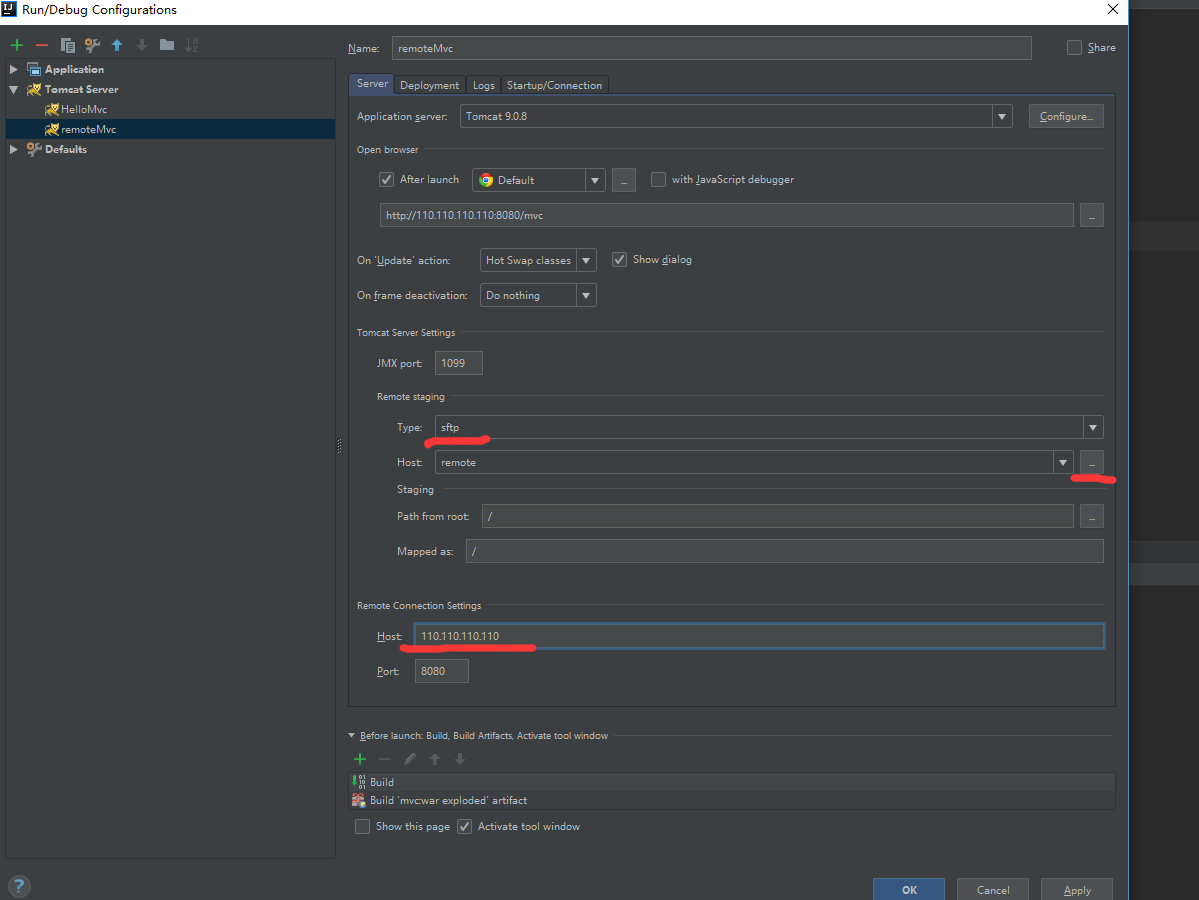 Run/Debug Configurations
Name: remoteMvc Share
Application
Tomcat Server
HelloMvc
remoteMvc
Defaults
Server Deployment Logs Startup/Connection
Application server: Tomcat 9.0.8 Configure...
Open browser
After launch Default ... with JavaScript debugger
http://110.110.110.110:8080/mvc ...
On 'Update' action: Hot Swap classes Show dialog
On frame deactivation: Do nothing
Tomcat Server Settings
JMX port: 1099
Remote staging
Type: sftp
Host: remote ...
Staging
Path from root: / ...
Mapped as: /
Remote Connection Settings
Host: 110.110.110.110
Port: 8080
Before launch: Build, Build Artifacts, Activate tool window
Build
Build 'mvc:war exploded' artifact
Show this page Activate tool window
? OK Cancel Apply